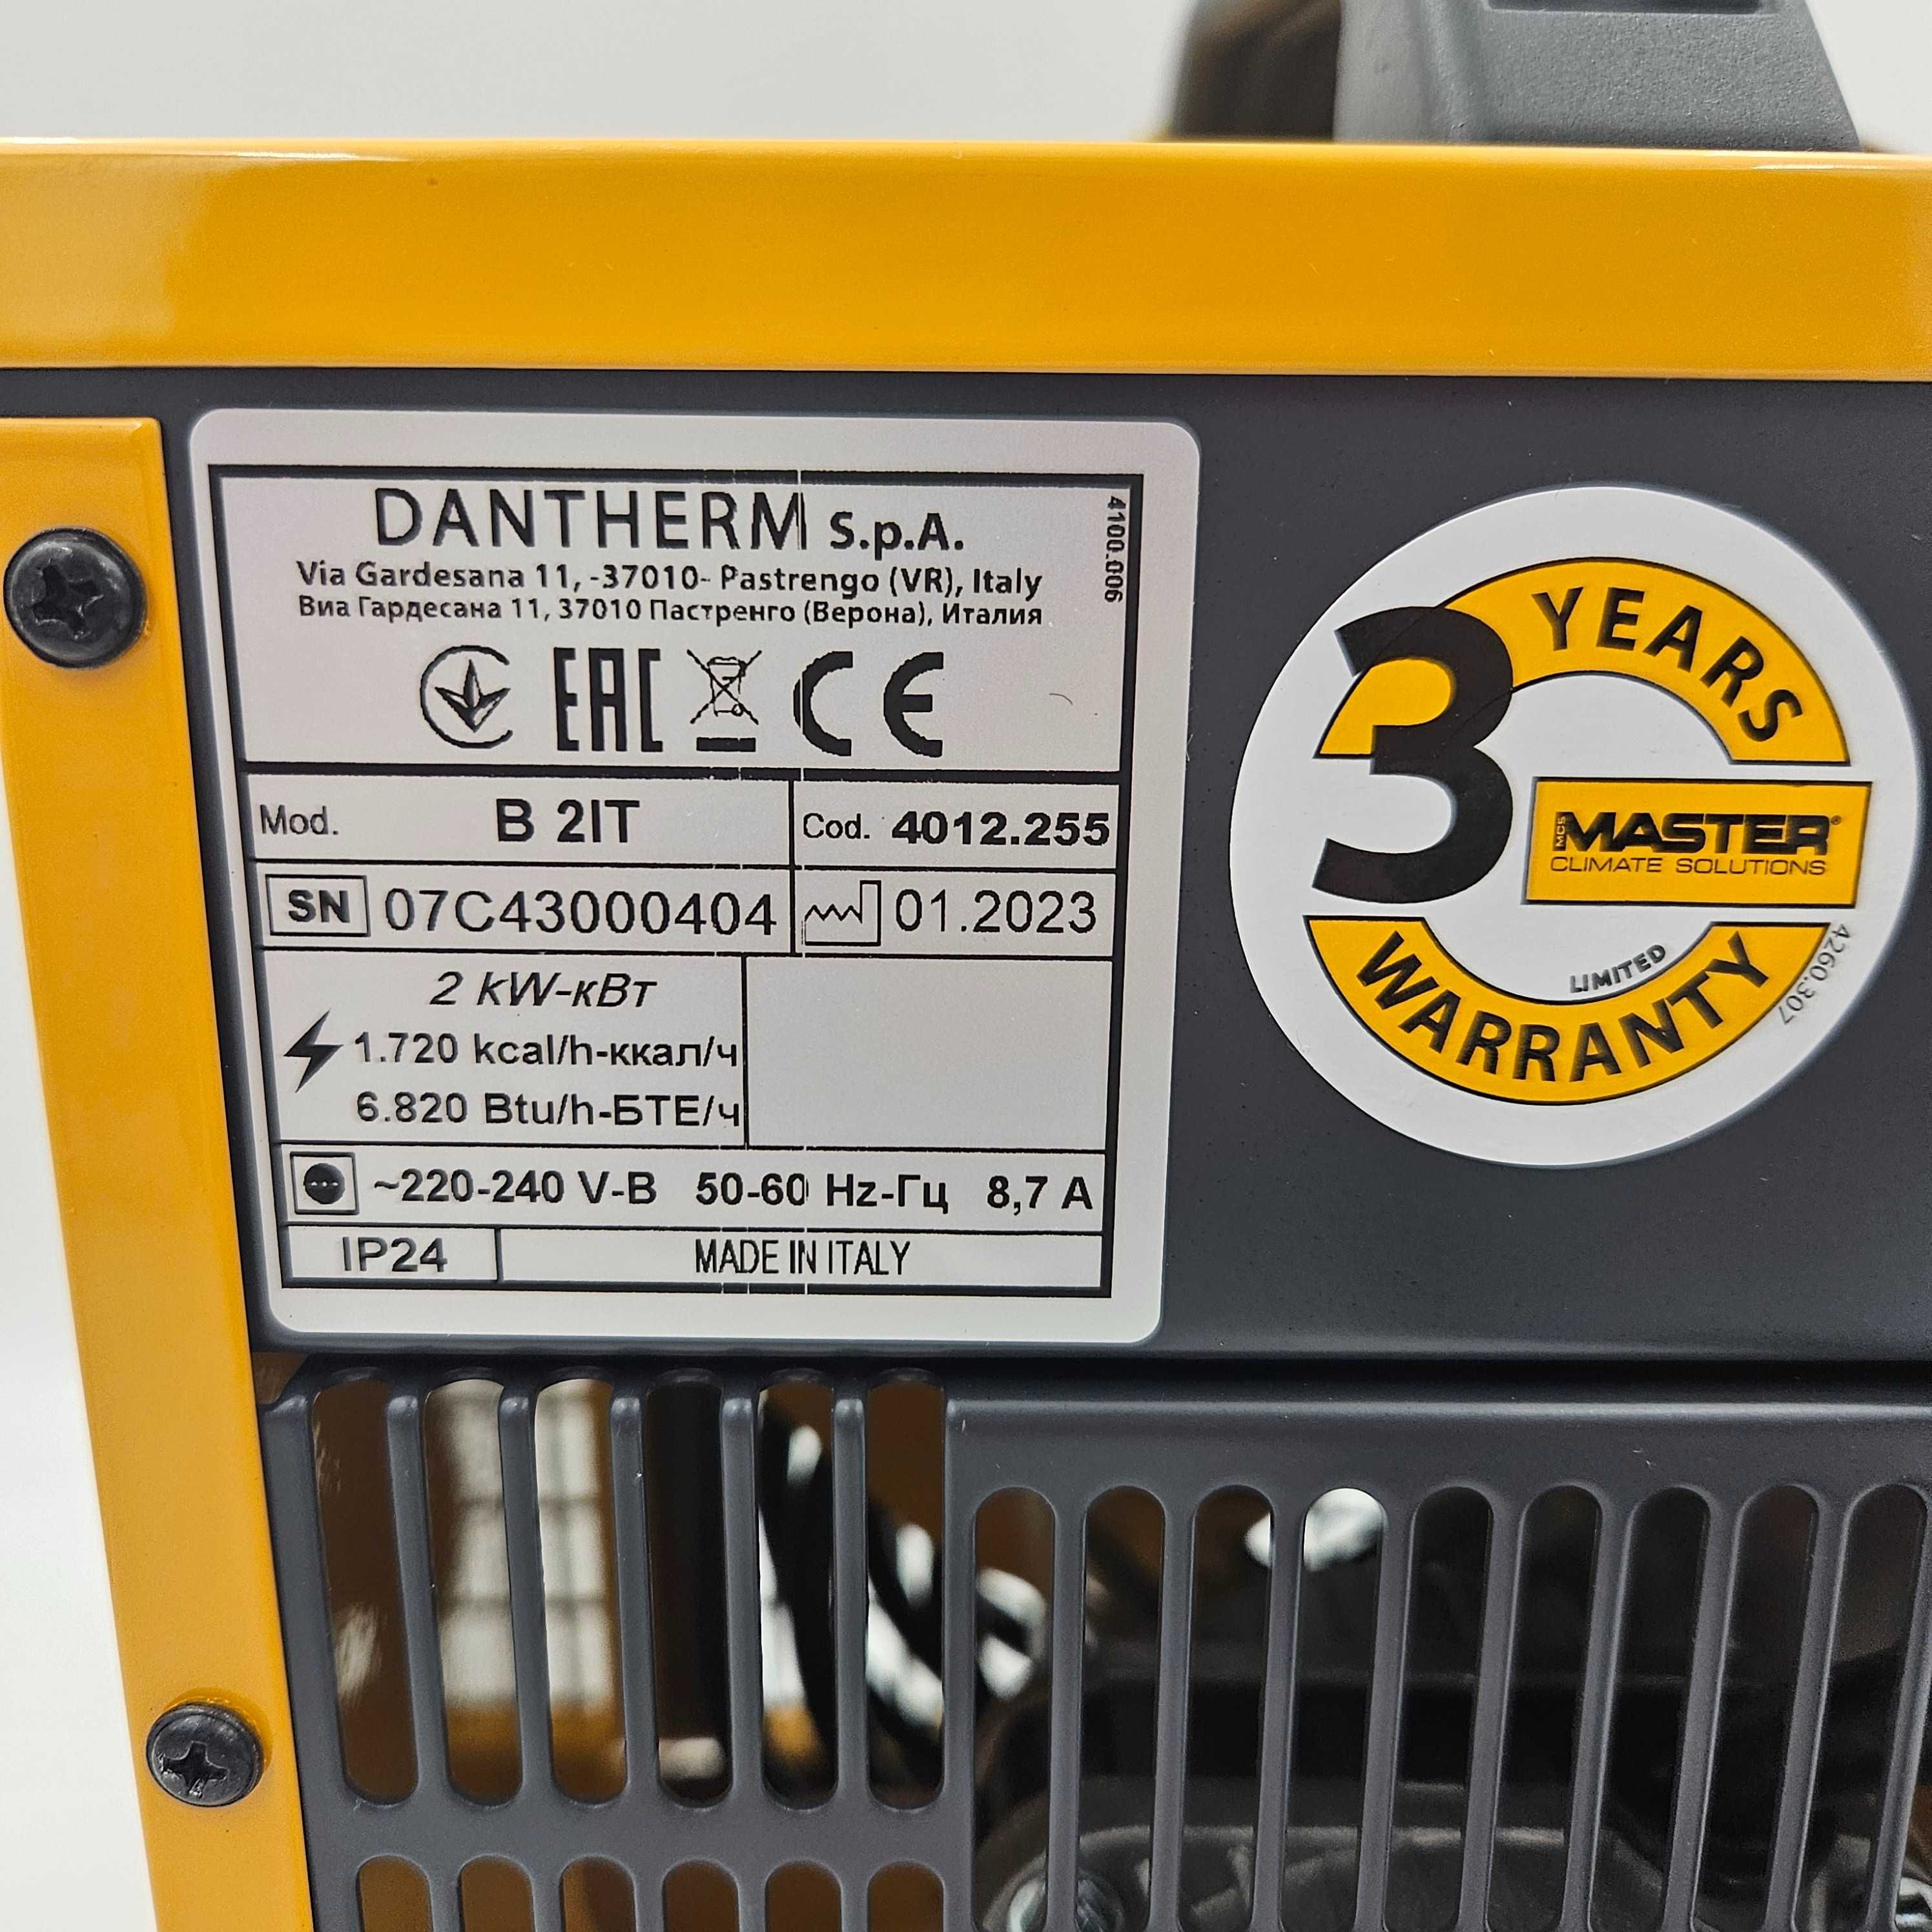 DANTHERM S.p.A.
Via Gardesana 11, -37010- Pastrengo (VR), Italy
Виа Гардесана 11, 37010 Пастренго (Верона), Италия
4100.006
EAC CE
Mod. B 2IT Cod. 4012.255
SN 07C43000404 01.2023
2 kW-кВт
1.720 kcal/h-ккал/ч
6.820 Btu/h-БТЕ/ч
~220-240 V-B 50-60 Hz-Гц 8,7 A
IP24 MADE IN ITALY
3 YEARS
MCS MASTER®
CLIMATE SOLUTIONS
LIMITED
WARRANTY
4260.307